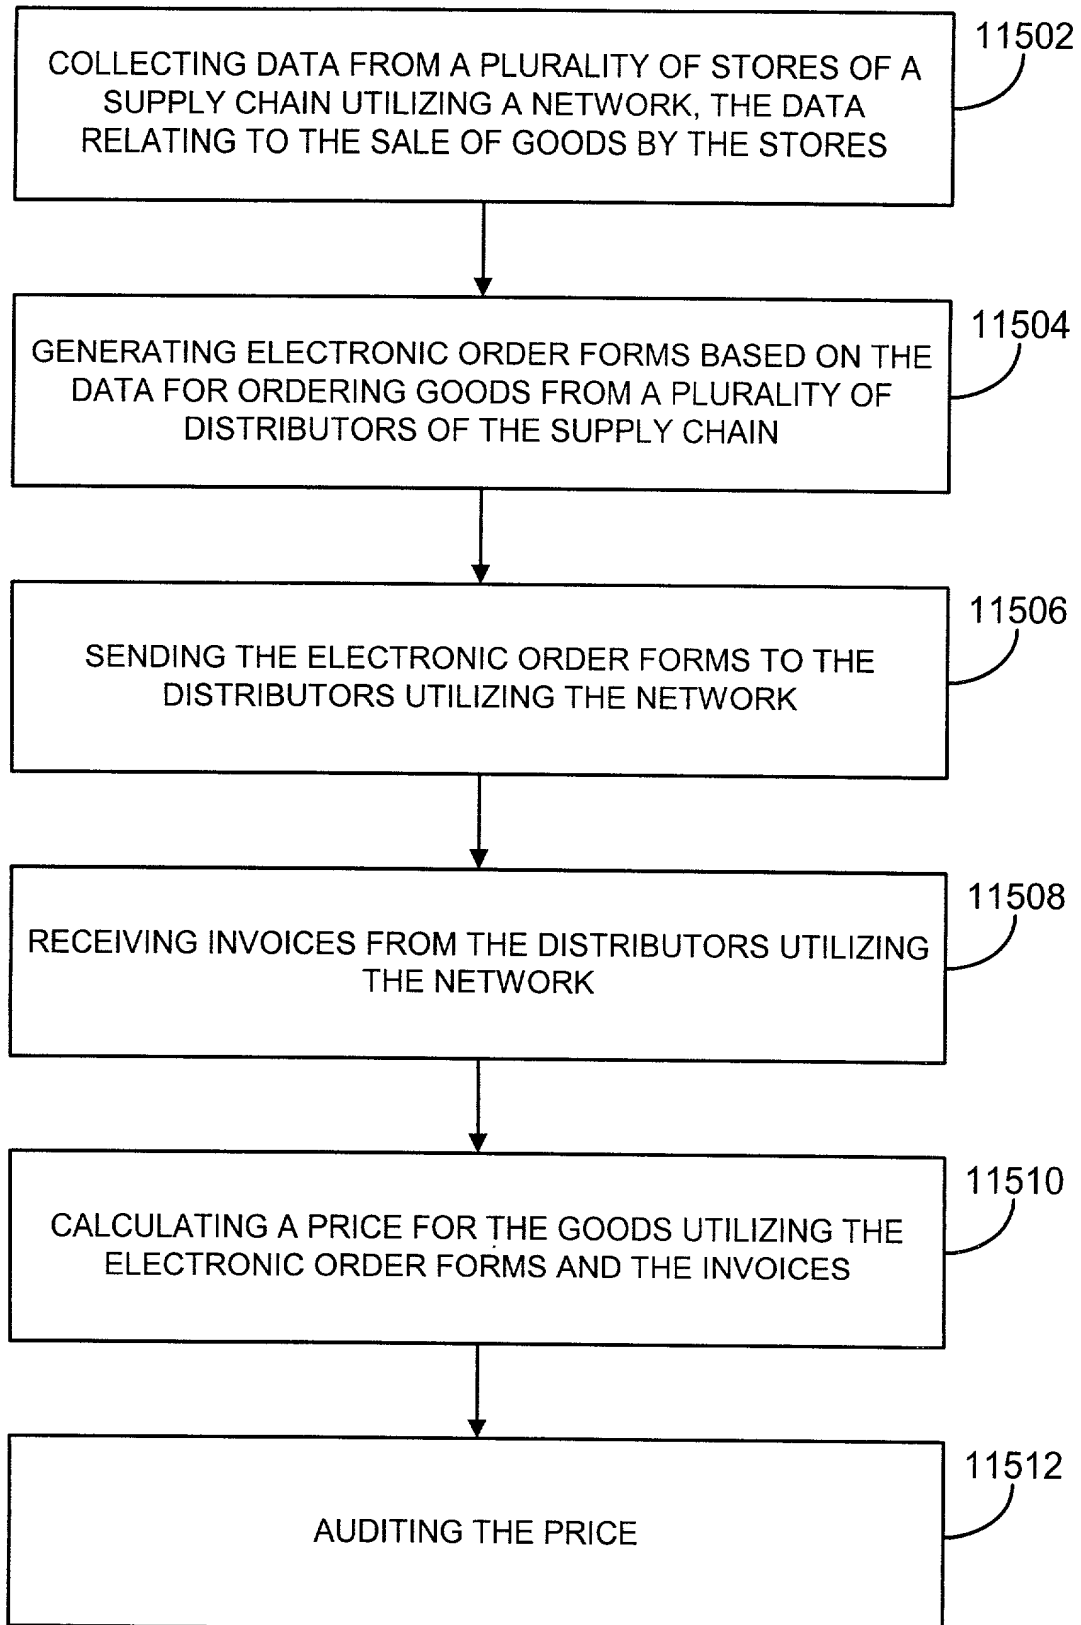 11502
COLLECTING DATA FROM A PLURALITY OF STORES OF A
SUPPLY CHAIN UTILIZING A NETWORK, THE DATA
RELATING TO THE SALE OF GOODS BY THE STORES
11504
GENERATING ELECTRONIC ORDER FORMS BASED ON THE
DATA FOR ORDERING GOODS FROM A PLURALITY OF
DISTRIBUTORS OF THE SUPPLY CHAIN
11506
SENDING THE ELECTRONIC ORDER FORMS TO THE
DISTRIBUTORS UTILIZING THE NETWORK
11508
RECEIVING INVOICES FROM THE DISTRIBUTORS UTILIZING
THE NETWORK
11510
CALCULATING A PRICE FOR THE GOODS UTILIZING THE
ELECTRONIC ORDER FORMS AND THE INVOICES
11512
AUDITING THE PRICE